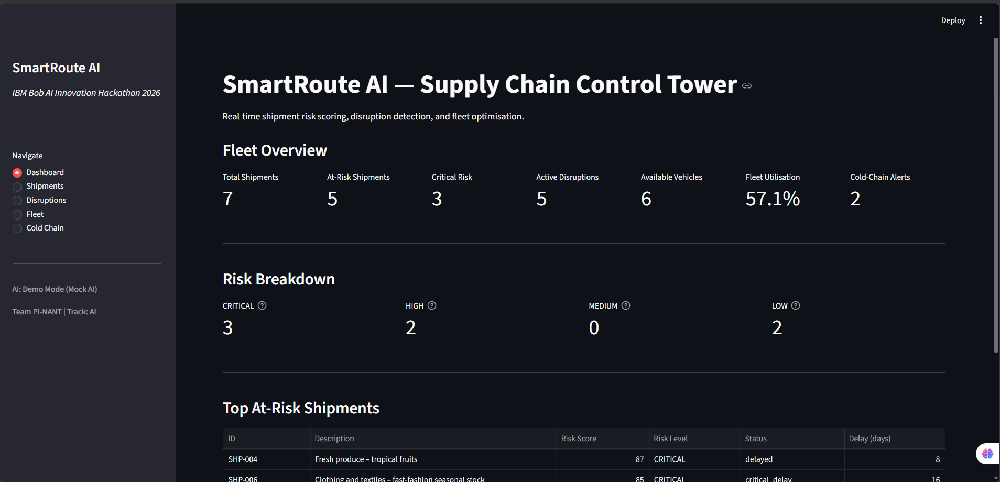 Deploy
SmartRoute AI
IBM Bob AI Innovation Hackathon 2026
Navigate
Dashboard
Shipments
Disruptions
Fleet
Cold Chain
AI: Demo Mode (Mock AI)
Team PI-NANT | Track: AI
SmartRoute AI — Supply Chain Control Tower
Real-time shipment risk scoring, disruption detection, and fleet optimisation.
Fleet Overview
Total Shipments At-Risk Shipments Critical Risk Active Disruptions Available Vehicles Fleet Utilisation Cold-Chain Alerts
7 5 3 5 6 57.1% 2
Risk Breakdown
CRITICAL HIGH MEDIUM LOW
3 2 0 2
Top At-Risk Shipments
ID Description Risk Score Risk Level Status Delay (days)
SHP-004 Fresh produce – tropical fruits 87 CRITICAL delayed 8
SHP-006 Clothing and textiles – fast-fashion seasonal stock 85 CRITICAL critical_delay 16